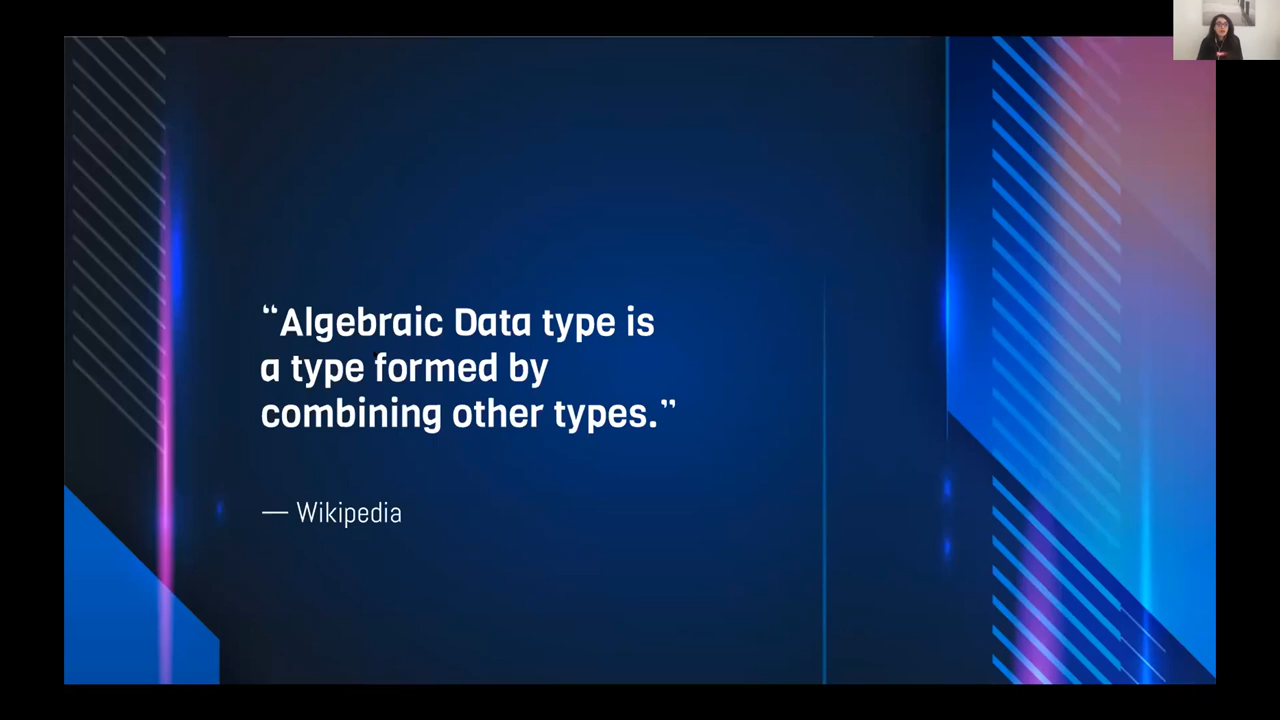 “Algebraic Data type is
a type formed by
combining other types.”
— Wikipedia